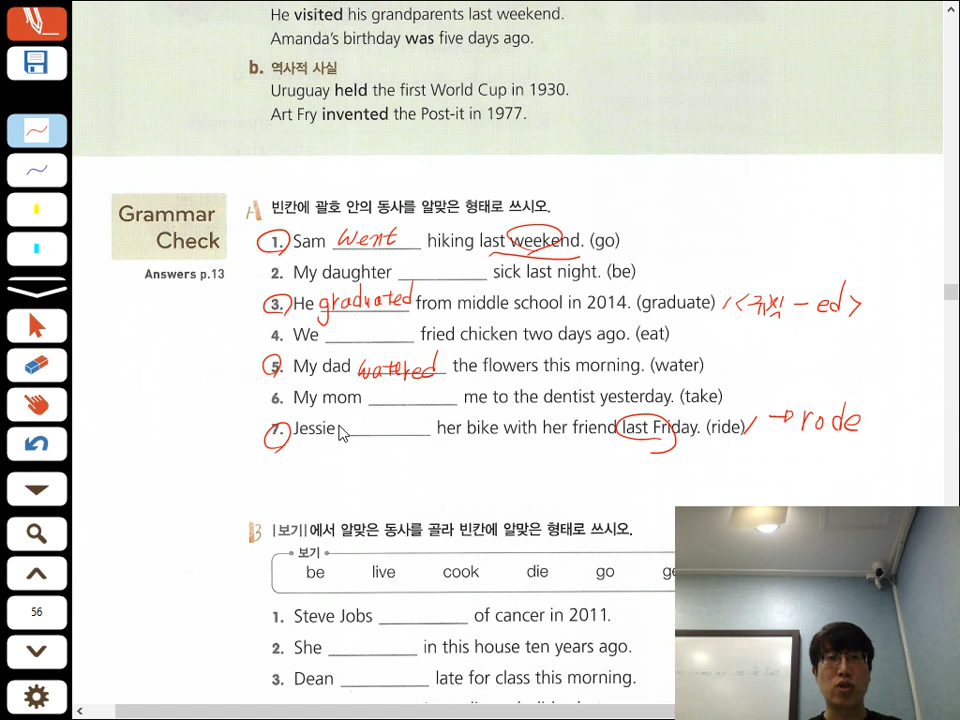 He visited his grandparents last weekend.
Amanda's birthday was five days ago.
b. 역사적 사실
Uruguay held the first World Cup in 1930.
Art Fry invented the Post-it in 1977.
Grammar
Check
Answers p.13
A 빈칸에 괄호 안의 동사를 알맞은 형태로 쓰시오.
1. Sam went hiking last weekend. (go)
2. My daughter __________ sick last night. (be)
3. He graduated from middle school in 2014. (graduate) / <규칙 - ed>
4. We __________ fried chicken two days ago. (eat)
5. My dad watered the flowers this morning. (water)
6. My mom __________ me to the dentist yesterday. (take)
7. Jessie __________ her bike with her friend last Friday. (ride) / → rode
B |보기|에서 알맞은 동사를 골라 빈칸에 알맞은 형태로 쓰시오.
보기
be live cook die go
1. Steve Jobs __________ of cancer in 2011.
2. She __________ in this house ten years ago.
3. Dean __________ late for class this morning.
56